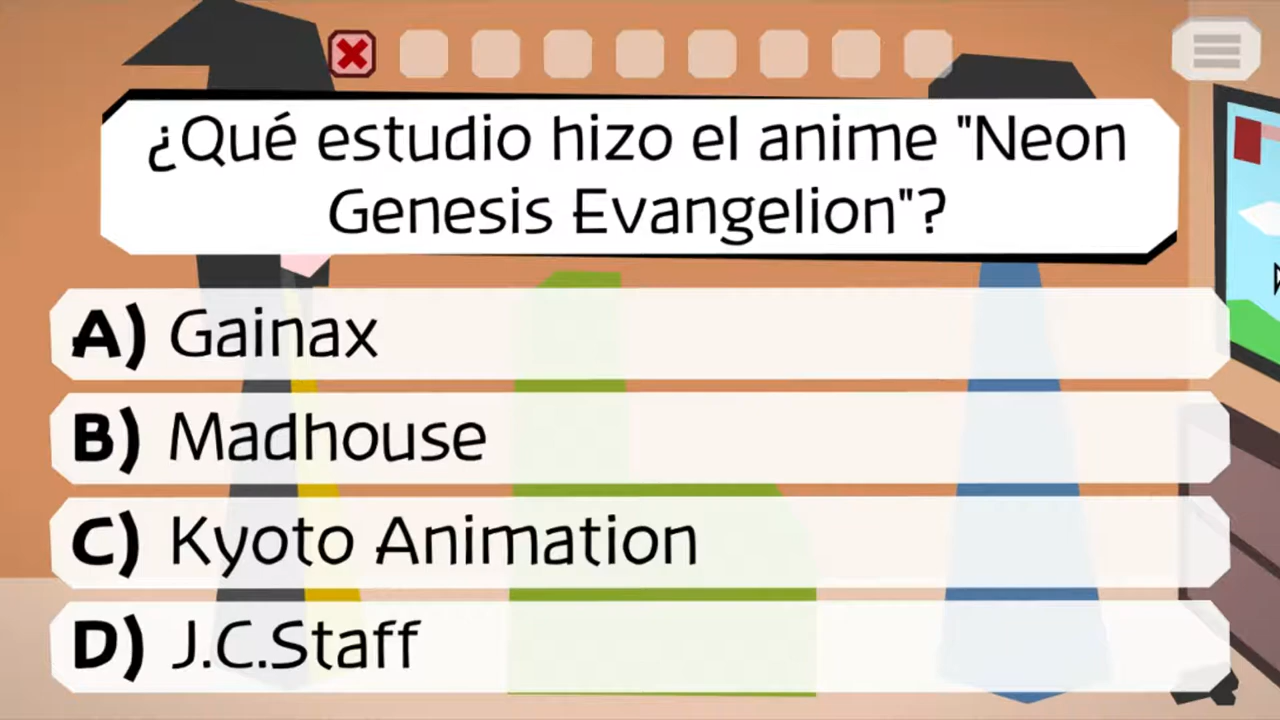 ¿Qué estudio hizo el anime "Neon
Genesis Evangelion"?
A) Gainax
B) Madhouse
C) Kyoto Animation
D) J.C.Staff